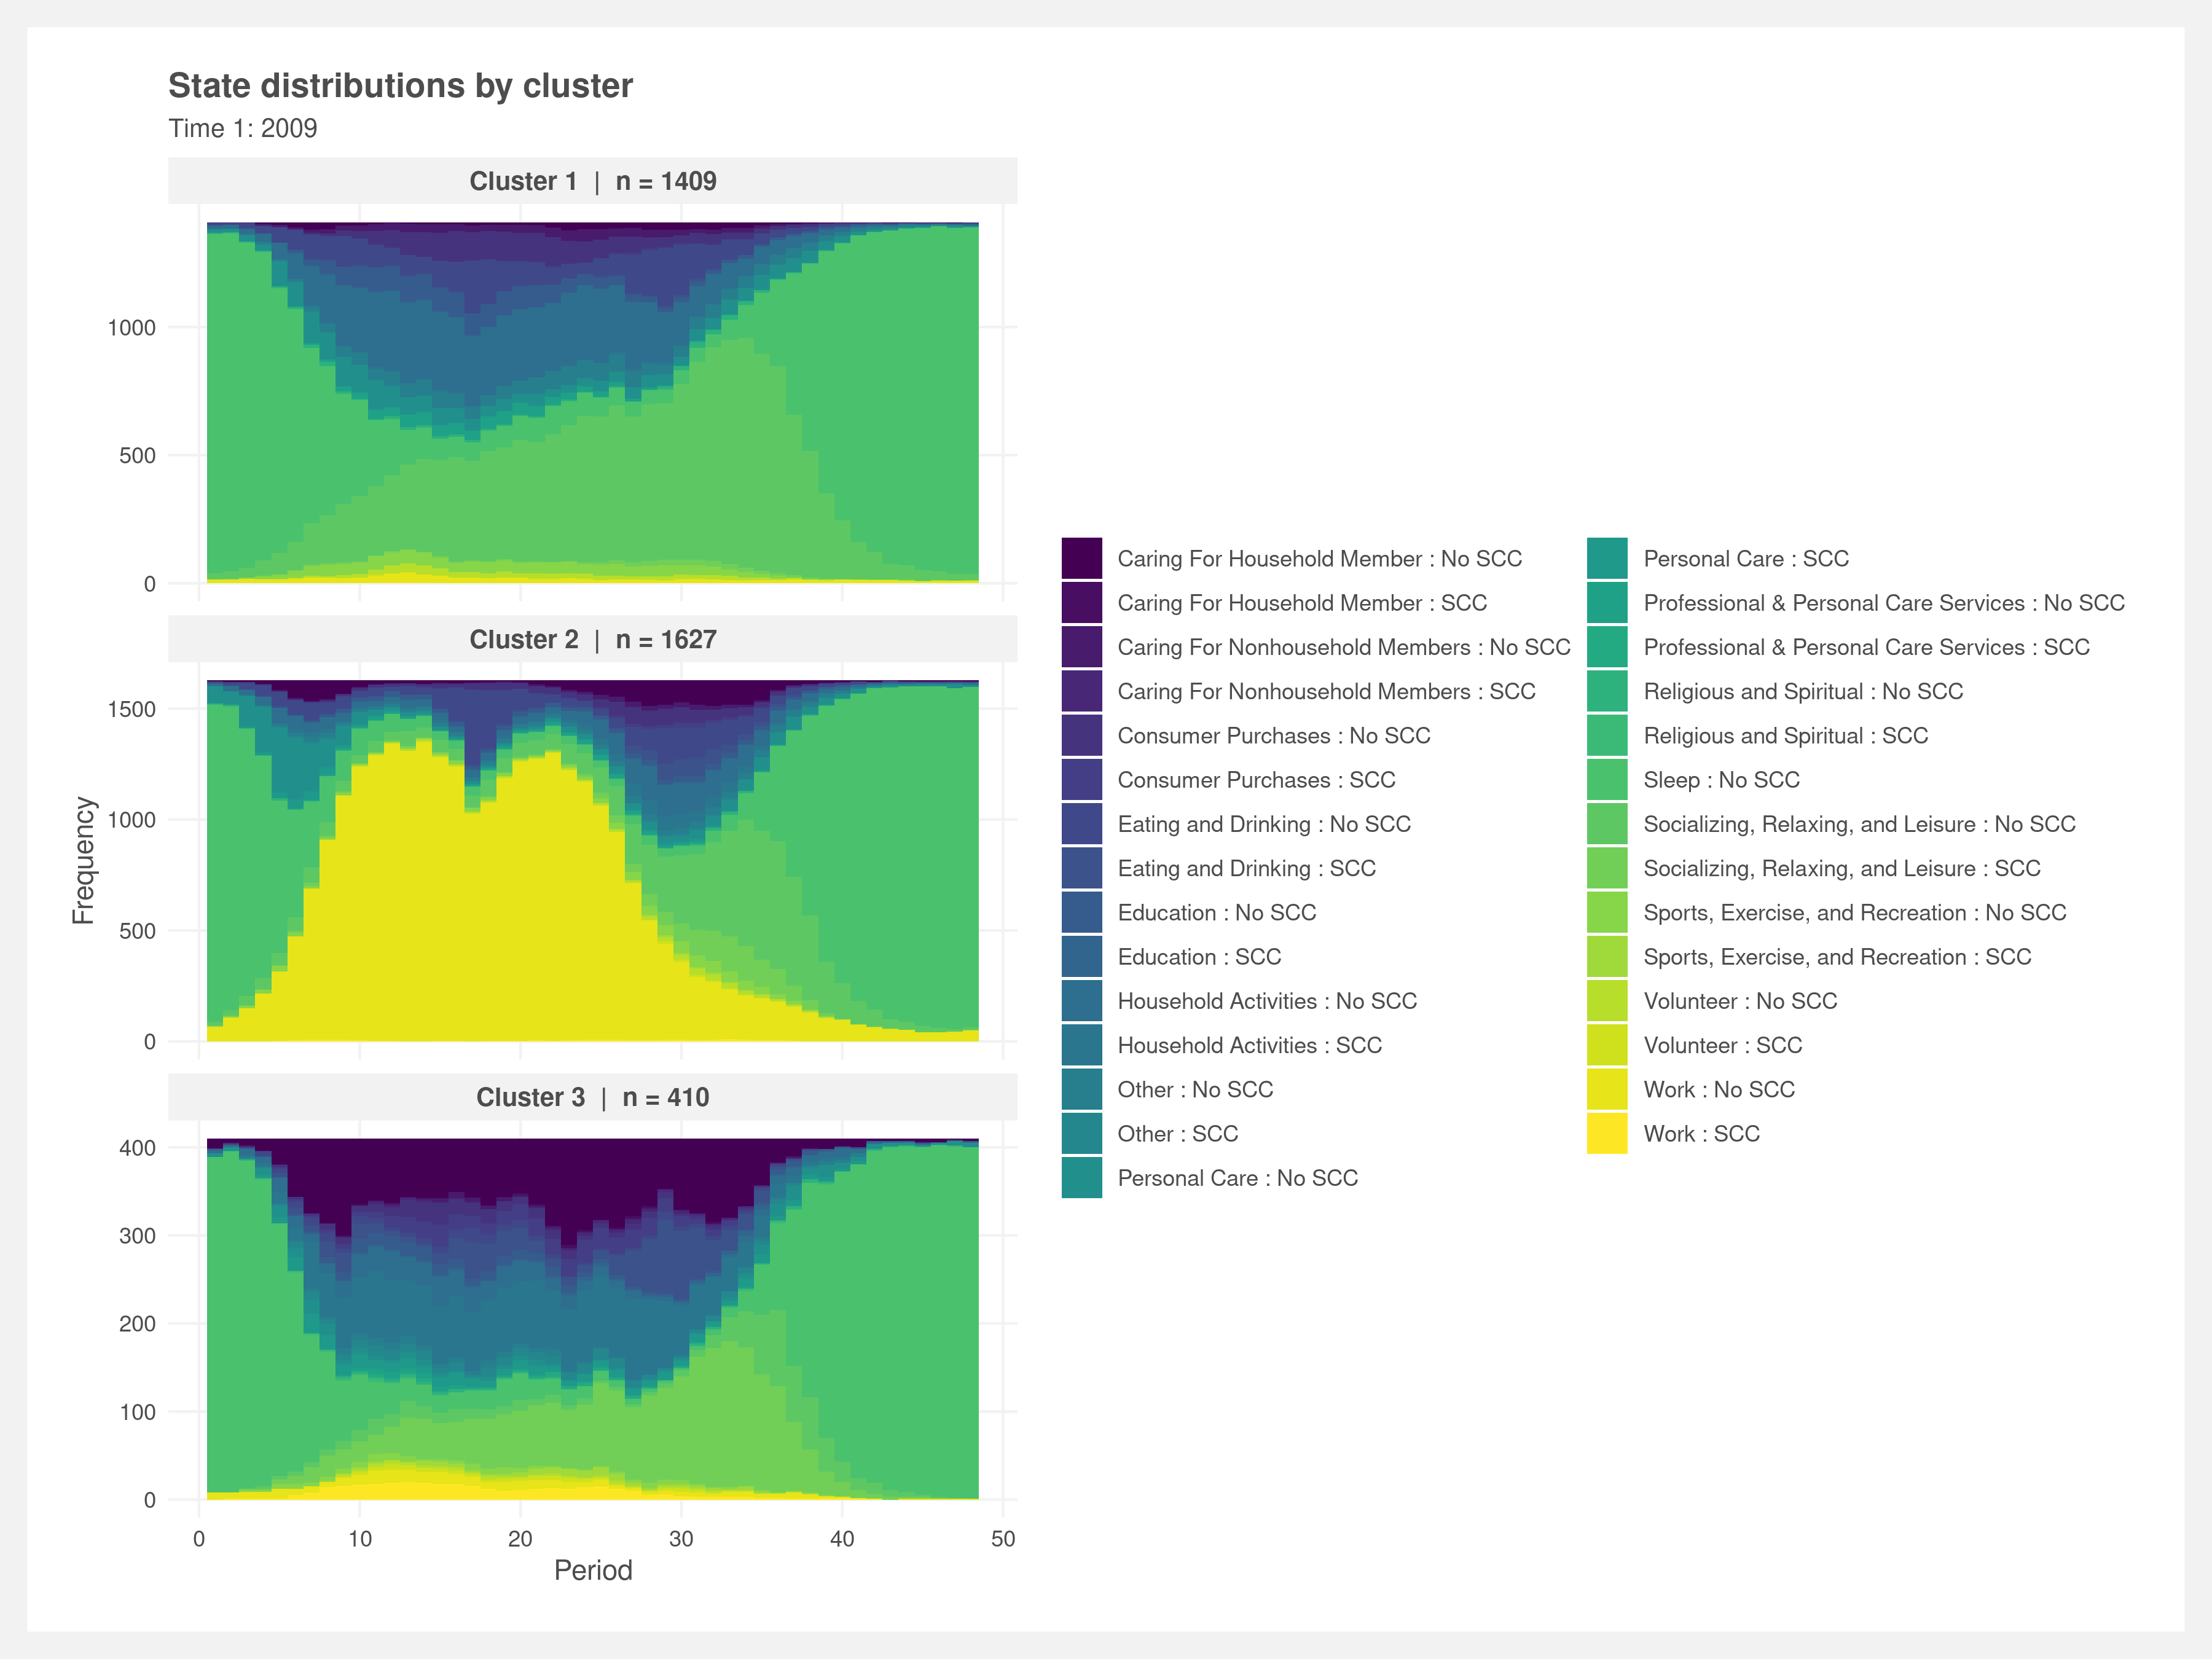 State distributions by cluster
Time 1: 2009
Cluster 1 | n = 1409
1000
500
0
Cluster 2 | n = 1627
1500
1000
500
0
Cluster 3 | n = 410
400
300
200
100
0
0 10 20 30 40 50
Period
Frequency
Caring For Household Member : No SCC
Caring For Household Member : SCC
Caring For Nonhousehold Members : No SCC
Caring For Nonhousehold Members : SCC
Consumer Purchases : No SCC
Consumer Purchases : SCC
Eating and Drinking : No SCC
Eating and Drinking : SCC
Education : No SCC
Education : SCC
Household Activities : No SCC
Household Activities : SCC
Other : No SCC
Other : SCC
Personal Care : No SCC
Personal Care : SCC
Professional & Personal Care Services : No SCC
Professional & Personal Care Services : SCC
Religious and Spiritual : No SCC
Religious and Spiritual : SCC
Sleep : No SCC
Socializing, Relaxing, and Leisure : No SCC
Socializing, Relaxing, and Leisure : SCC
Sports, Exercise, and Recreation : No SCC
Sports, Exercise, and Recreation : SCC
Volunteer : No SCC
Volunteer : SCC
Work : No SCC
Work : SCC